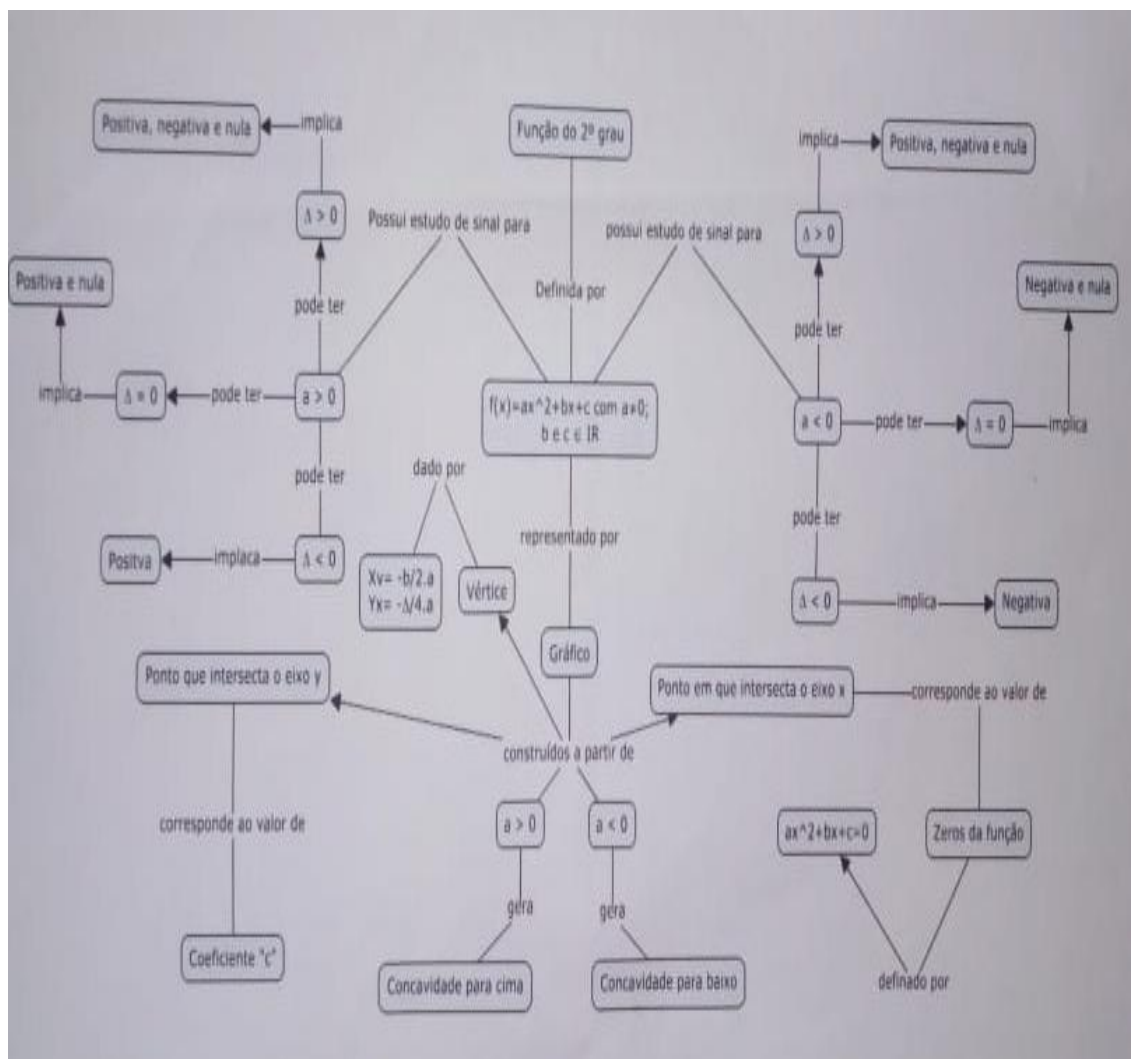 Função do 2º grau
Definida por
f(x)=ax^2+bx+c com a≠0;
b e c ∈ IR
Possui estudo de sinal para
a > 0
pode ter
Δ > 0
implica
Positiva, negativa e nula
pode ter
Δ = 0
implica
Positiva e nula
pode ter
Δ < 0
implaca
Positva
possui estudo de sinal para
a < 0
pode ter
Δ > 0
implica
Positiva, negativa e nula
pode ter
Δ = 0
implica
Negativa e nula
pode ter
Δ < 0
implica
Negativa
representado por
Gráfico
construídos a partir de
Vértice
dado por
Xv= -b/2.a
Yx= -Δ/4.a
Ponto que intersecta o eixo y
corresponde ao valor de
Coeficiente "c"
Ponto em que intersecta o eixo x
corresponde ao valor de
Zeros da função
definado por
ax^2+bx+c=0
a > 0
gera
Concavidade para cima
a < 0
gera
Concavidade para baixo